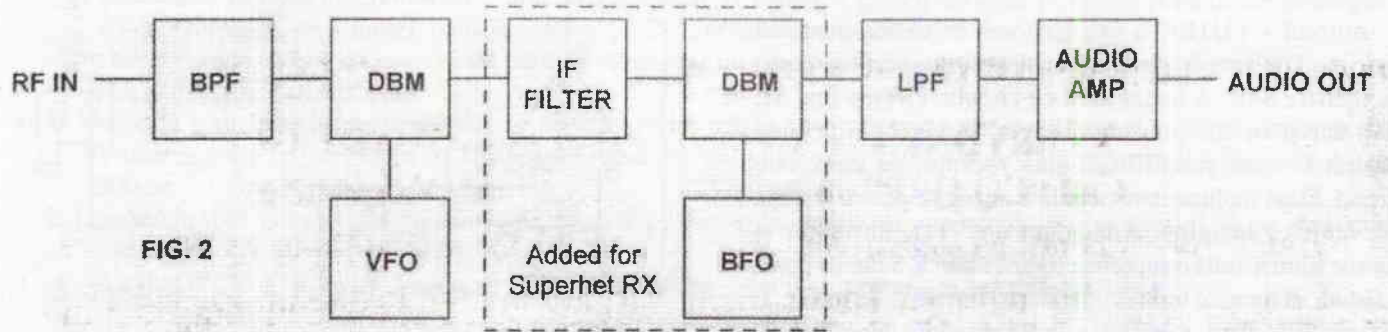 RF IN
BPF
DBM
IF
FILTER
DBM
LPF
AUDIO
AMP
AUDIO OUT
FIG. 2
VFO
Added for
Superhet RX
BFO